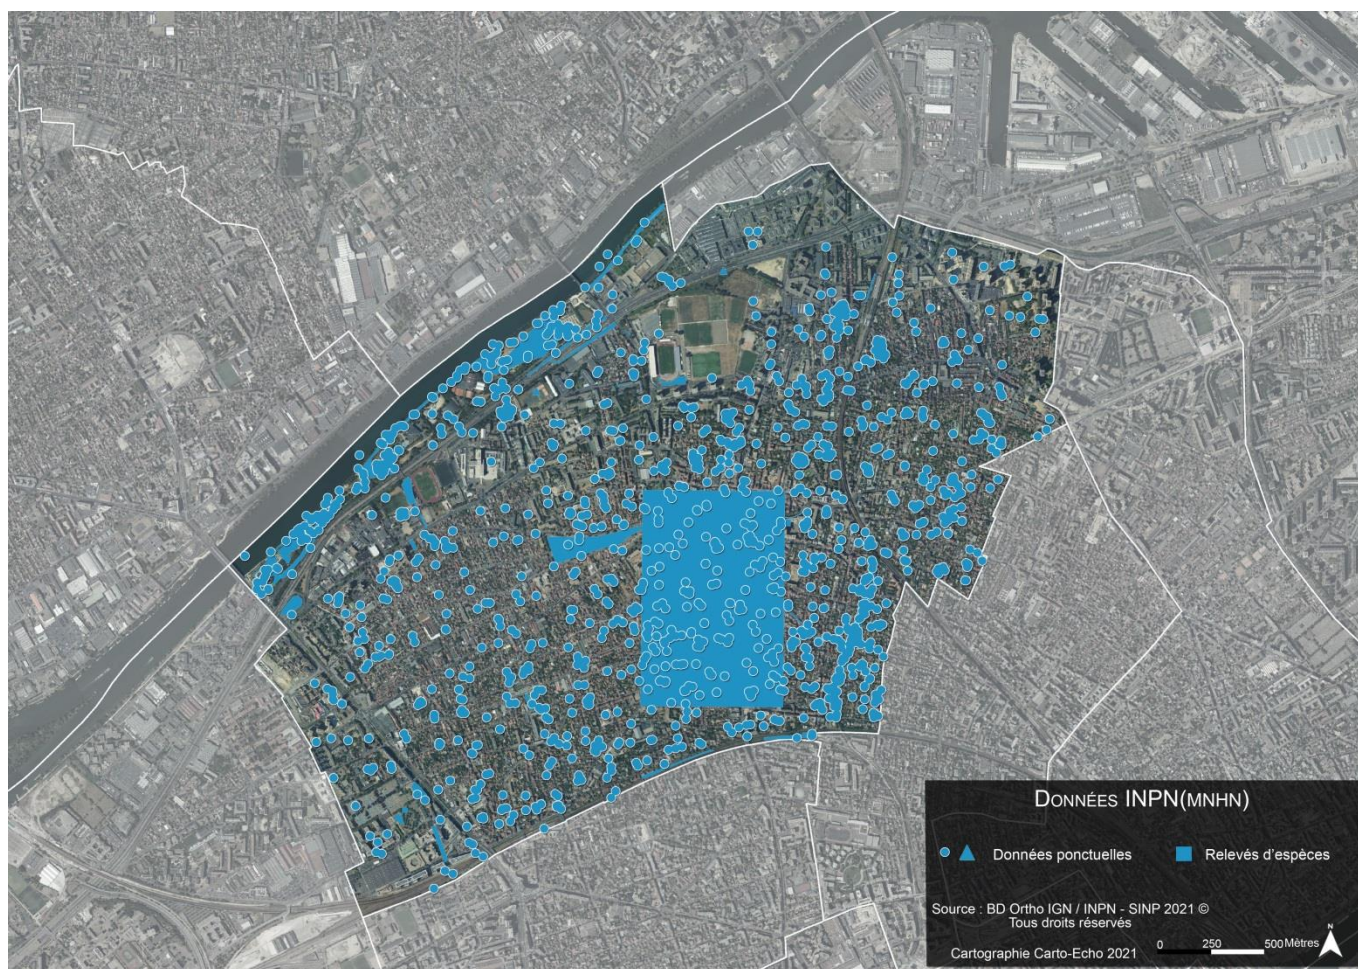 DONNÉES INPN(MNHN)
Données ponctuelles
Relevés d'espèces
Source : BD Ortho IGN / INPN - SINP 2021 ©
Tous droits réservés
Cartographie Carto-Echo 2021
0 250 500 Mètres
N